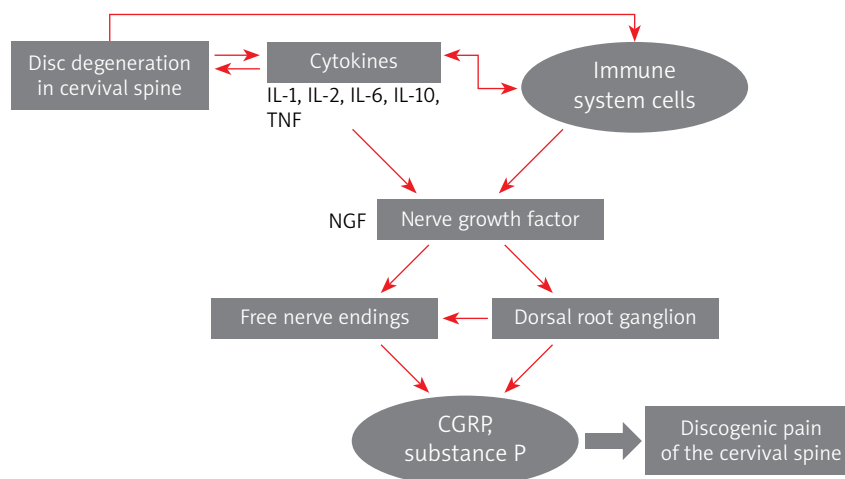 Disc degeneration
in cervival spine
Cytokines
IL-1, IL-2, IL-6, IL-10,
TNF
Immune
system cells
NGF
Nerve growth factor
Free nerve endings
Dorsal root ganglion
CGRP,
substance P
Discogenic pain
of the cervival spine